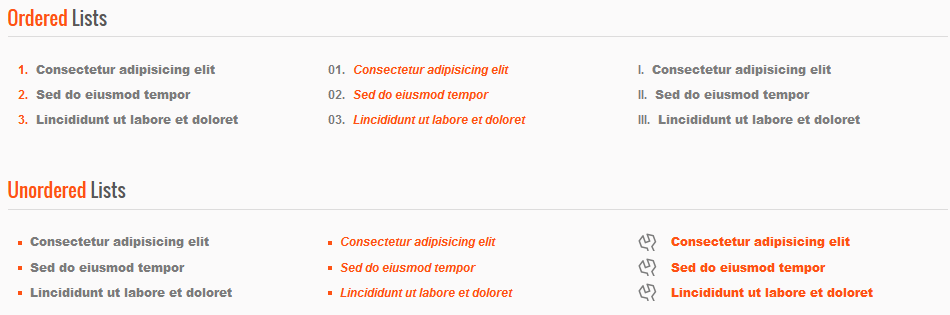 Ordered Lists
1. Consectetur adipisicing elit
2. Sed do eiusmod tempor
3. Lincididunt ut labore et doloret
01. Consectetur adipisicing elit
02. Sed do eiusmod tempor
03. Lincididunt ut labore et doloret
I. Consectetur adipisicing elit
II. Sed do eiusmod tempor
III. Lincididunt ut labore et doloret
Unordered Lists
Consectetur adipisicing elit
Sed do eiusmod tempor
Lincididunt ut labore et doloret
Consectetur adipisicing elit
Sed do eiusmod tempor
Lincididunt ut labore et doloret
Consectetur adipisicing elit
Sed do eiusmod tempor
Lincididunt ut labore et doloret